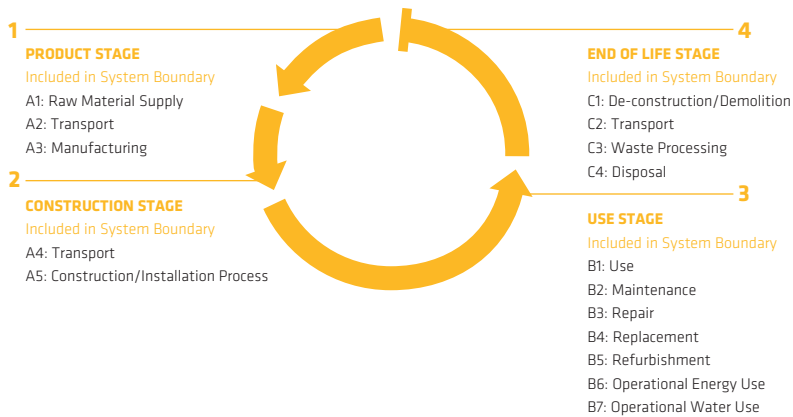 1
PRODUCT STAGE
Included in System Boundary
A1: Raw Material Supply
A2: Transport
A3: Manufacturing
2
CONSTRUCTION STAGE
Included in System Boundary
A4: Transport
A5: Construction/Installation Process
4
END OF LIFE STAGE
Included in System Boundary
C1: De-construction/Demolition
C2: Transport
C3: Waste Processing
C4: Disposal
3
USE STAGE
Included in System Boundary
B1: Use
B2: Maintenance
B3: Repair
B4: Replacement
B5: Refurbishment
B6: Operational Energy Use
B7: Operational Water Use